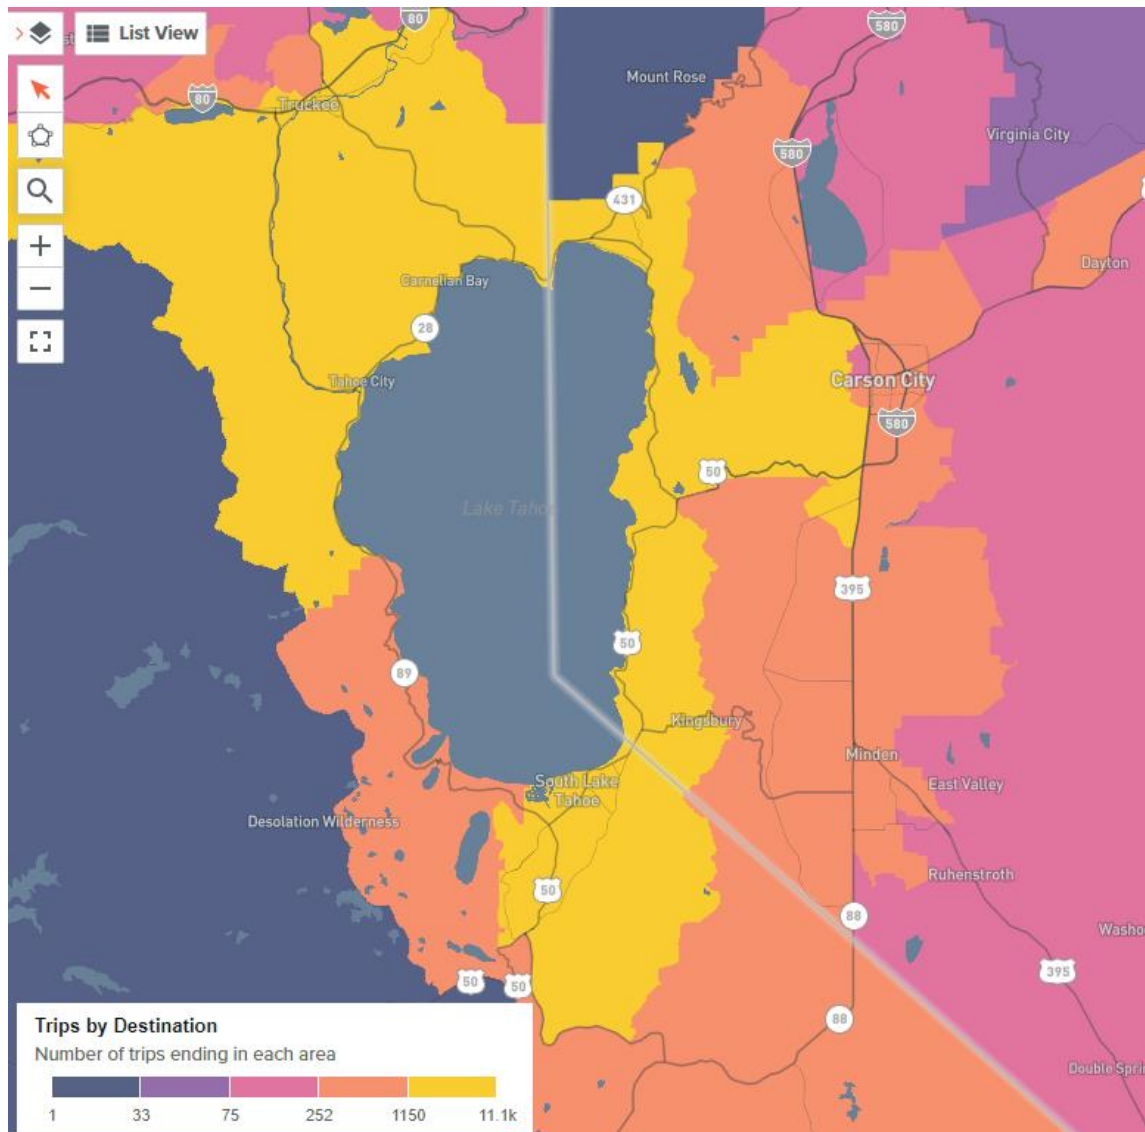 List View
80
580
Mount Rose
80
Truckee
Virginia City
580
431
Dayton
Carnelian Bay
28
Tahoe City
Carson City
580
50
Lake Taho
395
50
89
Kingsbury
Minden
South Lake
Tahoe
East Valley
Desolation Wilderness
Ruhenstroth
50
88
Washo
395
50
50
88
Double Spri
Trips by Destination
Number of trips ending in each area
1 33 75 252 1150 11.1k